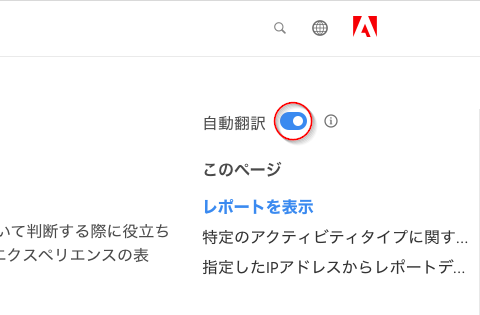 自動翻訳
このページ
レポートを表示
いて判断する際に役立ち
特定のアクティビティタイプに関す...
エクスペリエンスの表
指定したIPアドレスからレポートデ...